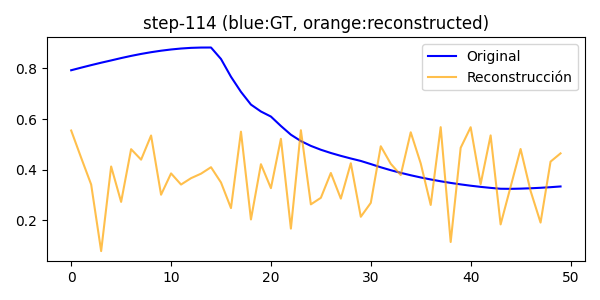 step-114 (blue:GT, orange:reconstructed)
Original
Reconstrucción
0.8
0.6
0.4
0.2
0 10 20 30 40 50